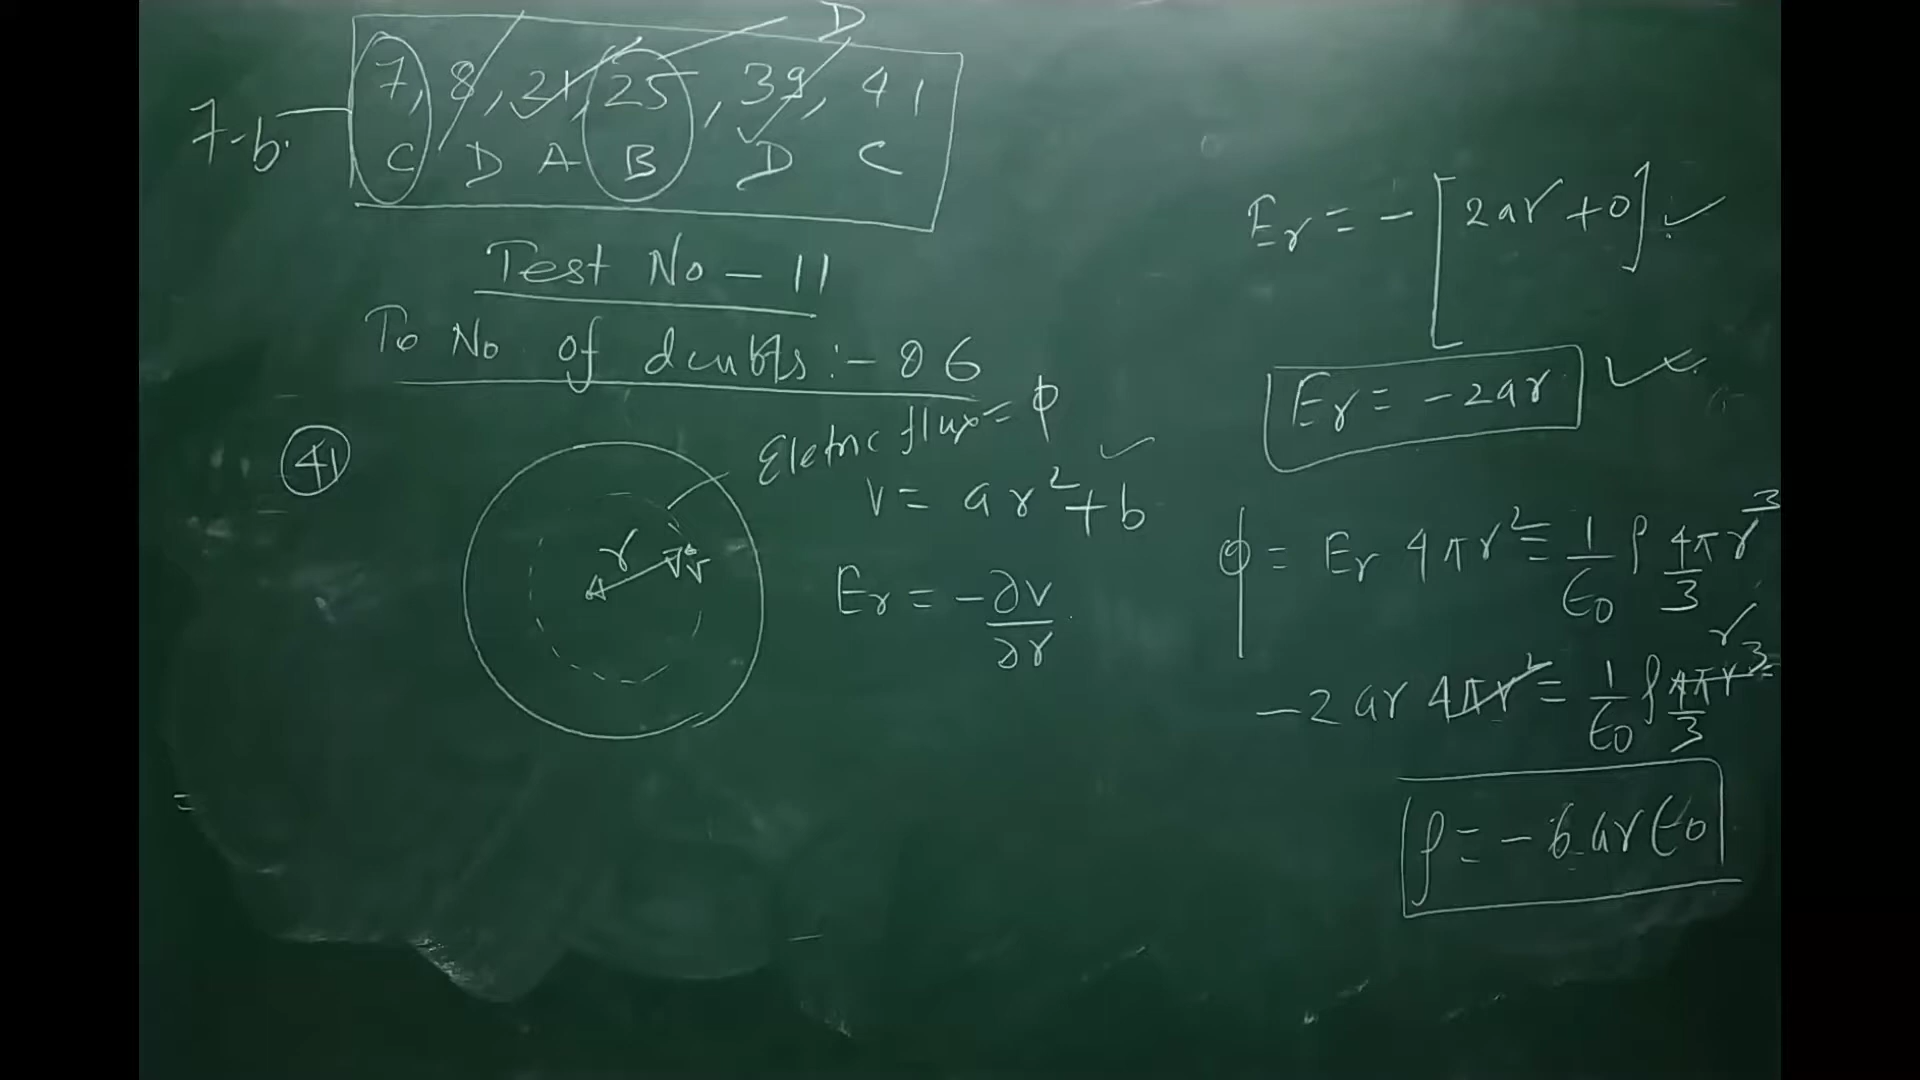 D
7, 8, 21, 25, 39, 41
7-b.
C D A B D C
Test No - 11
To No of doubts :- 06
41
Eletric flux = φ
V = ar² + b
r
Er = -∂v/∂r
Er = - [2ar + 0]
Er = -2ar
φ = Er 4πr² = 1/ε0 ρ 4/3 πr³
r
-2ar 4πr² = 1/ε0 ρ 4π/3 r³ =
ρ = -6arε0
=